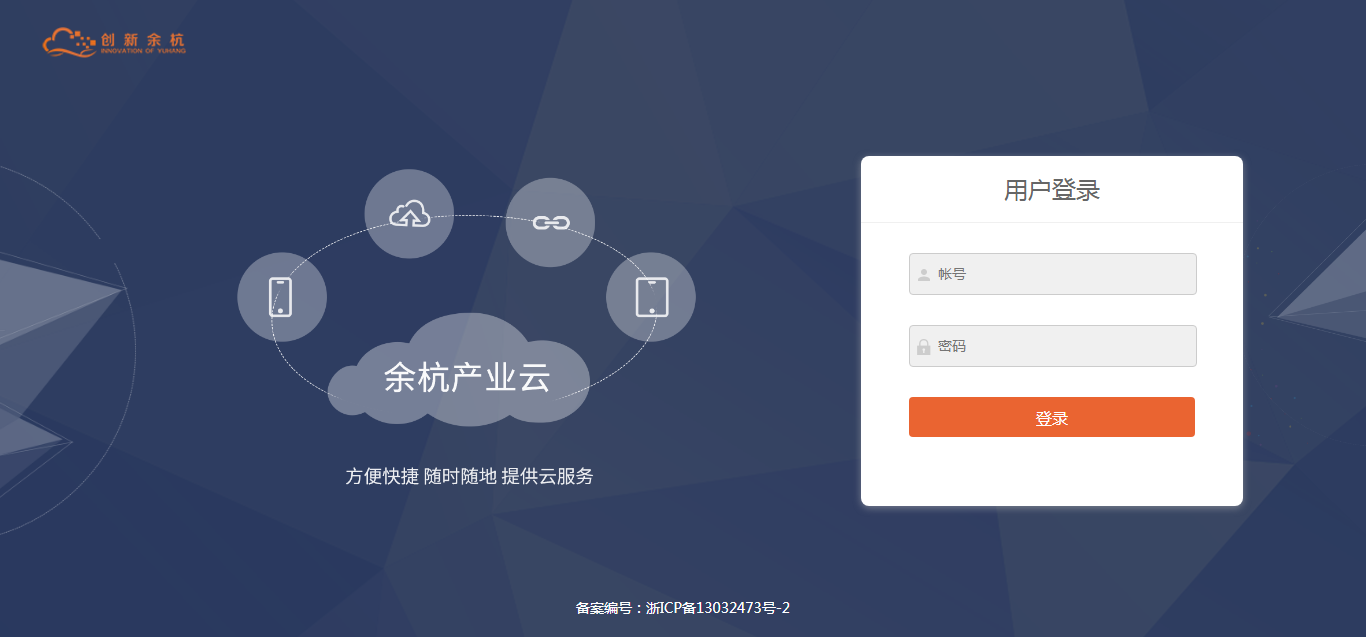 创新余杭
INNOVATION OF YUHANG
余杭产业云
方便快捷 随时随地 提供云服务
用户登录
帐号
密码
登录
备案编号：浙ICP备13032473号-2